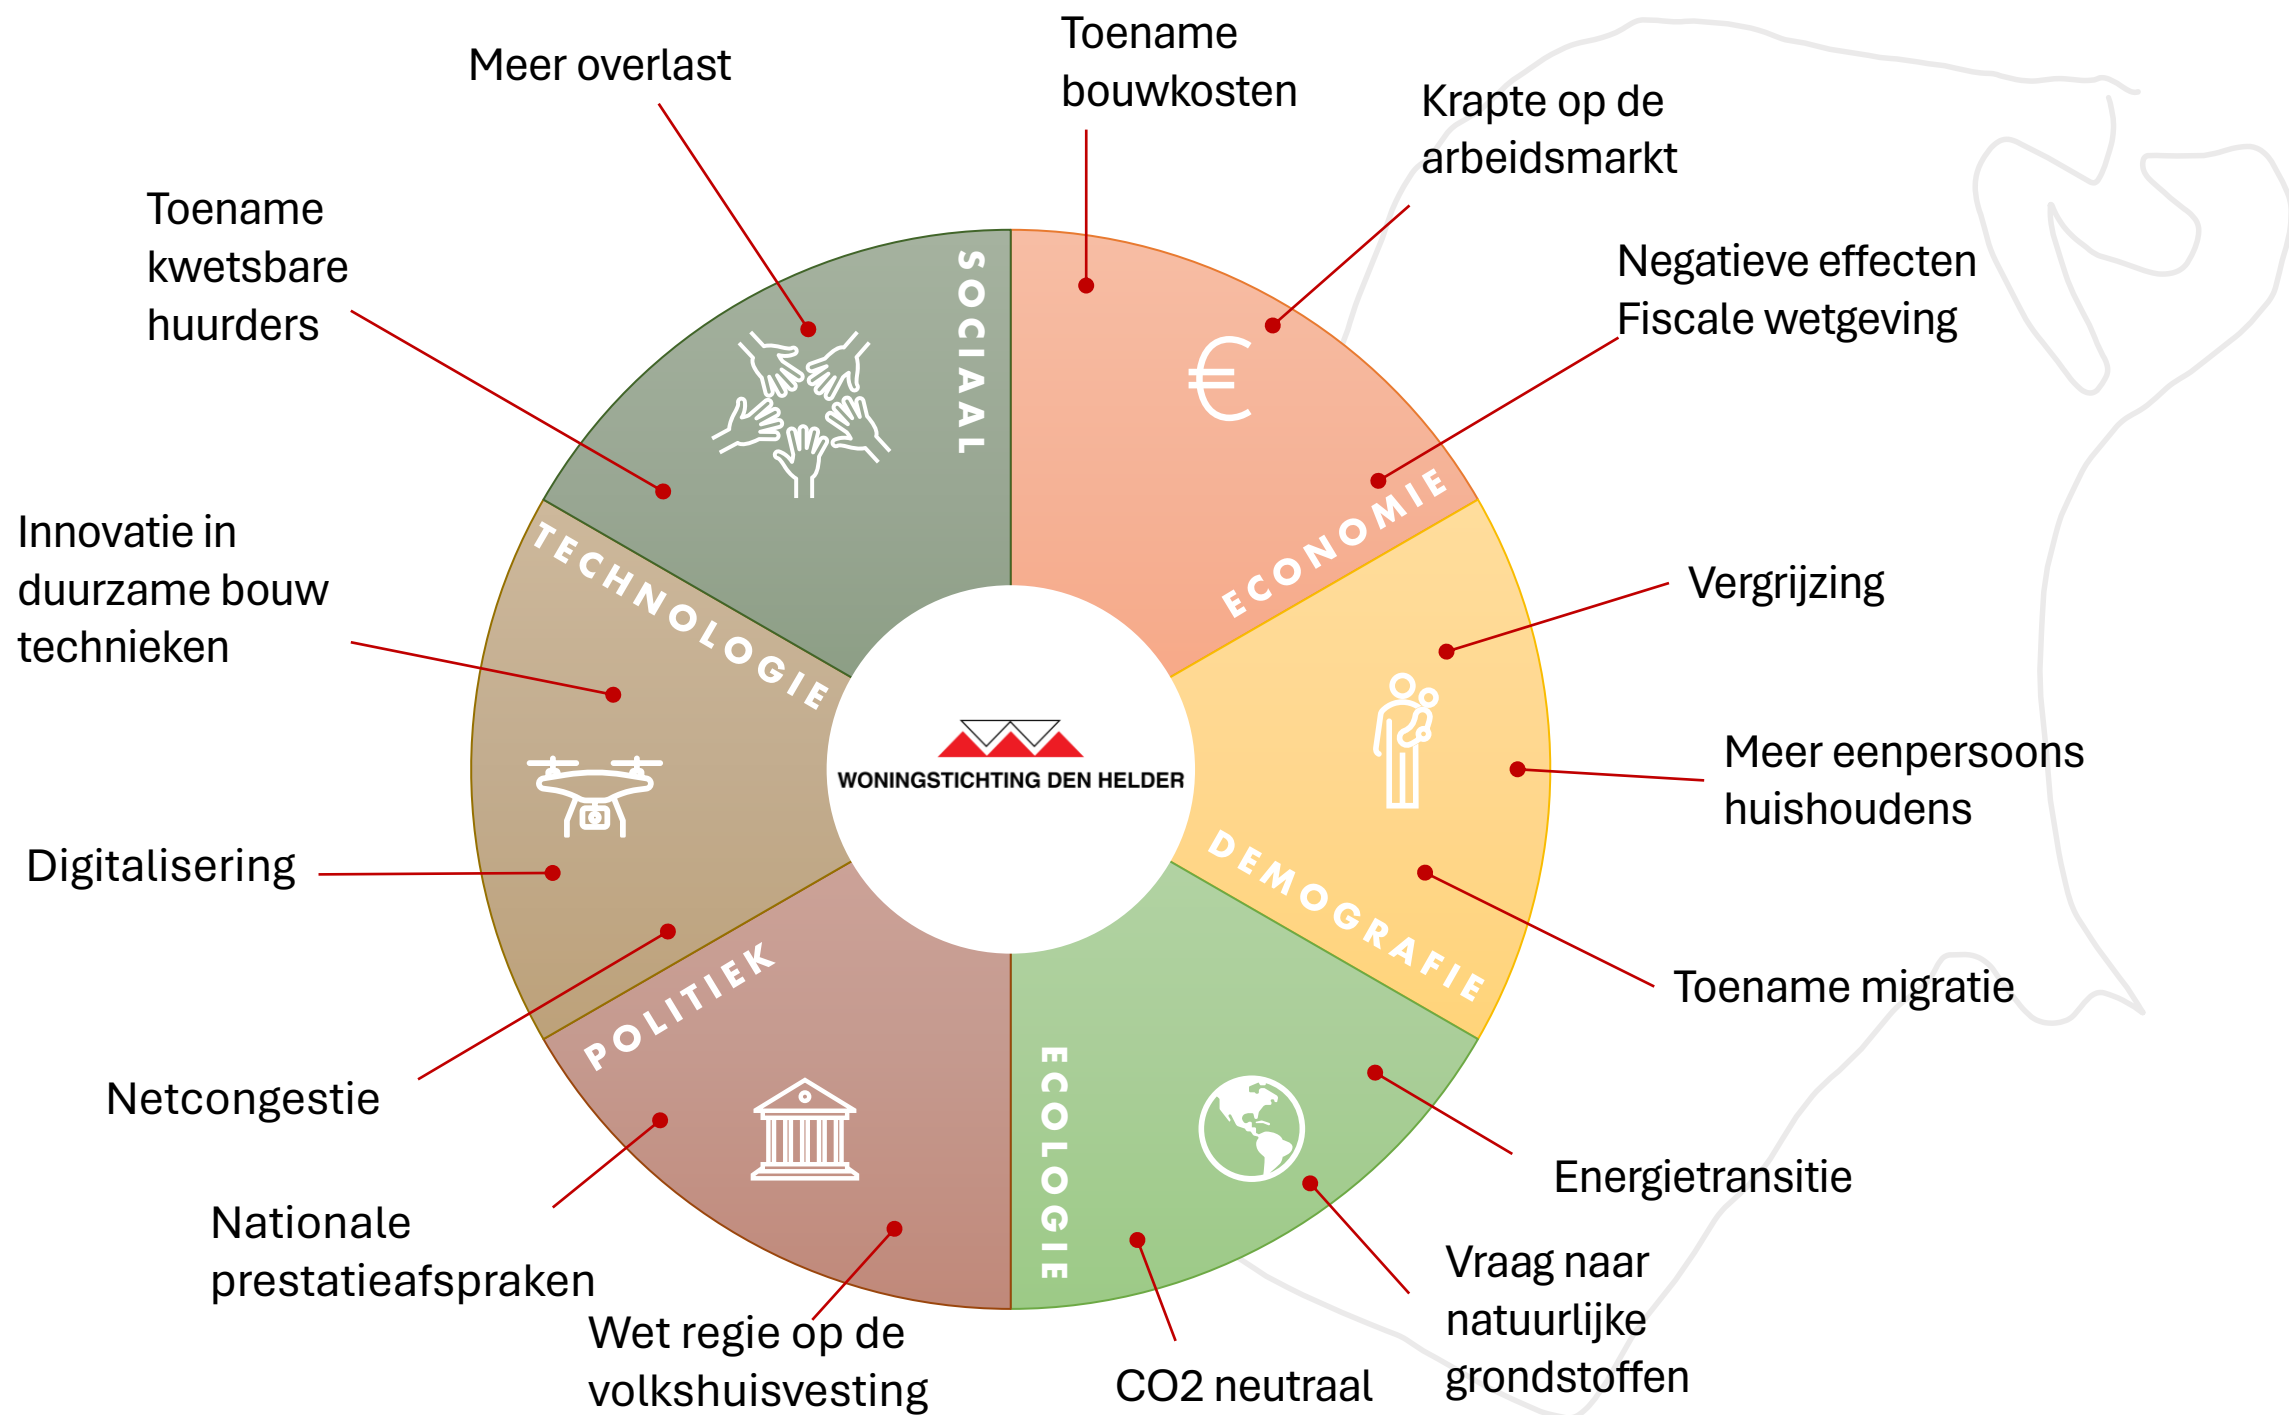 Meer overlast
Toename
bouwkosten
Krapte op de
arbeidsmarkt
Toename
kwetsbare
huurders
Negatieve effecten
Fiscale wetgeving
SOCIAAL
ECONOMIE
Innovatie in
duurzame bouw
technieken
TECHNOLOGIE
Vergrijzing
WONINGSTICHTING DEN HELDER
Meer eenpersoons
huishoudens
Digitalisering
DEMOGRAFIE
Toename migratie
POLITIEK
Netcongestie
ECOLOGIE
Energietransitie
Nationale
prestatieafspraken
Wet regie op de
volkshuisvesting
CO2 neutraal
Vraag naar
natuurlijke
grondstoffen